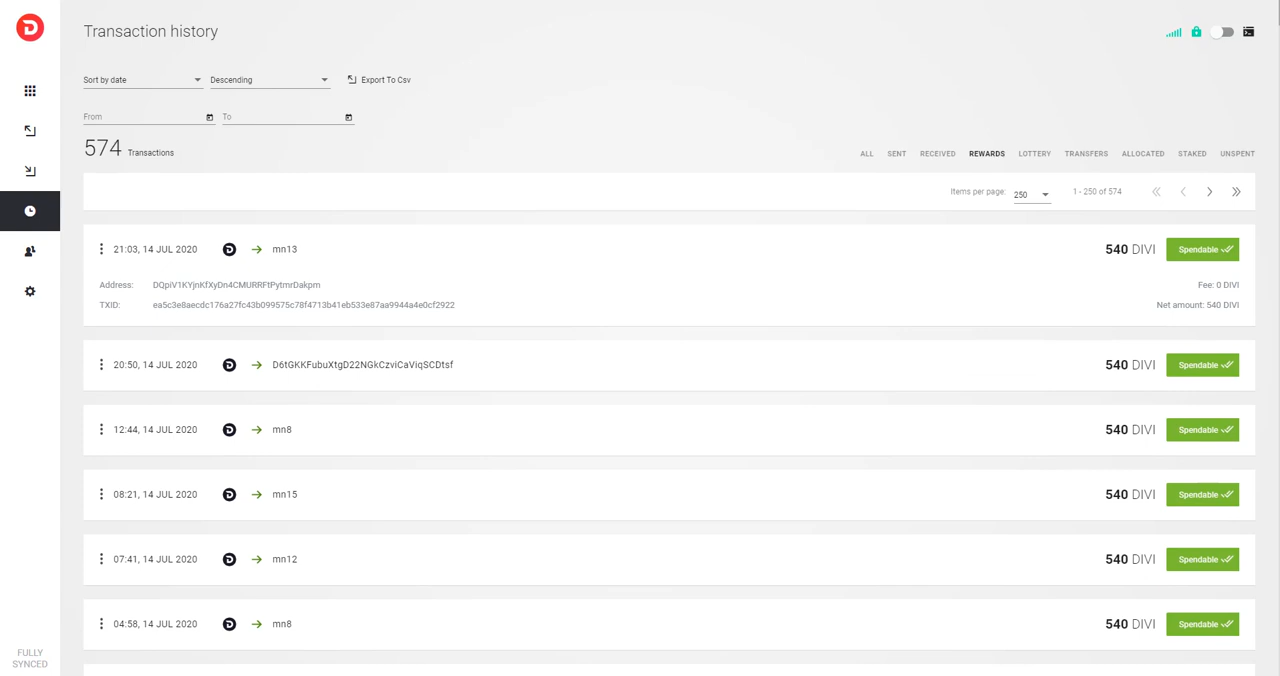 Transaction history
Sort by date Descending Export To Csv
From To
574 Transactions
ALL SENT RECEIVED REWARDS LOTTERY TRANSFERS ALLOCATED STAKED UNSPENT
Items per page: 250 1 - 250 of 574
21:03, 14 JUL 2020 mn13 540 DIVI Spendable
Address: DQpiV1KYjnKfXyDn4CMURRFtPytmrDakpm Fee: 0 DIVI
TXID: ea5c3e8aecdc176a27fc43b099575c78f4713b41eb533e87aa9944a4e0cf2922 Net amount: 540 DIVI
20:50, 14 JUL 2020 D6tGKKFubuXtgD22NGkCzviCaViqSCDtsf 540 DIVI Spendable
12:44, 14 JUL 2020 mn8 540 DIVI Spendable
08:21, 14 JUL 2020 mn15 540 DIVI Spendable
07:41, 14 JUL 2020 mn12 540 DIVI Spendable
04:58, 14 JUL 2020 mn8 540 DIVI Spendable
FULLY
SYNCED